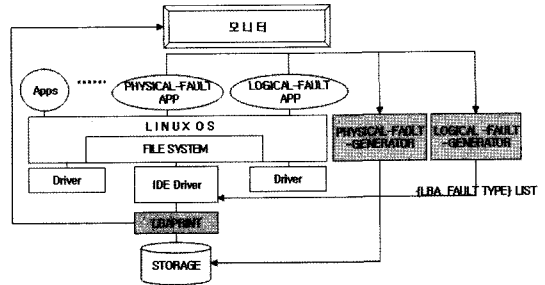 모니터
Apps
······
PHYSICAL-FAULT
APP
LOGICAL-FAULT
APP
LINUX OS
FILE SYSTEM
PHYSICAL-FAULT
-GENERATOR
LOGICAL -FAULT
-GENERATOR
Driver
IDE Driver
Driver
{LBA, FAULT TYPE} LIST
LBAPRINT
STORAGE